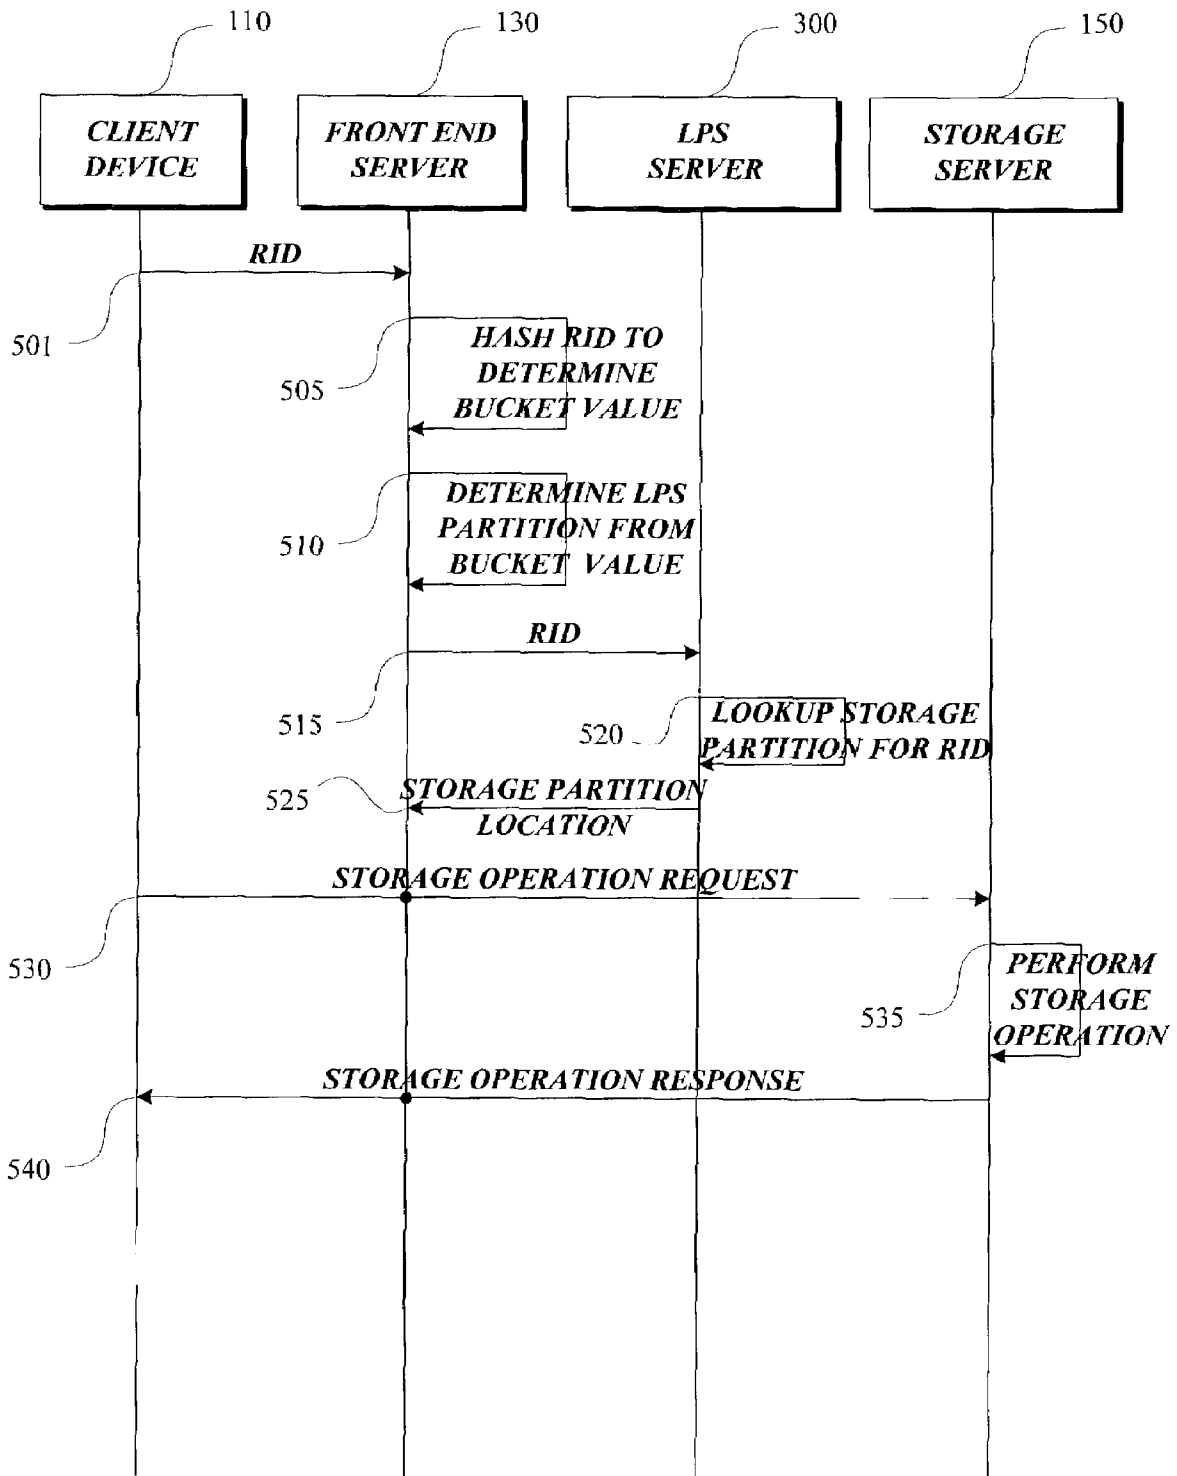 110
130
300
150
CLIENT
DEVICE
FRONT END
SERVER
LPS
SERVER
STORAGE
SERVER
RID
501
HASH RID TO
DETERMINE
BUCKET VALUE
505
DETERMINE LPS
PARTITION FROM
BUCKET VALUE
510
RID
515
LOOKUP STORAGE
PARTITION FOR RID
520
STORAGE PARTITION
LOCATION
525
STORAGE OPERATION REQUEST
530
PERFORM
STORAGE
OPERATION
535
STORAGE OPERATION RESPONSE
540